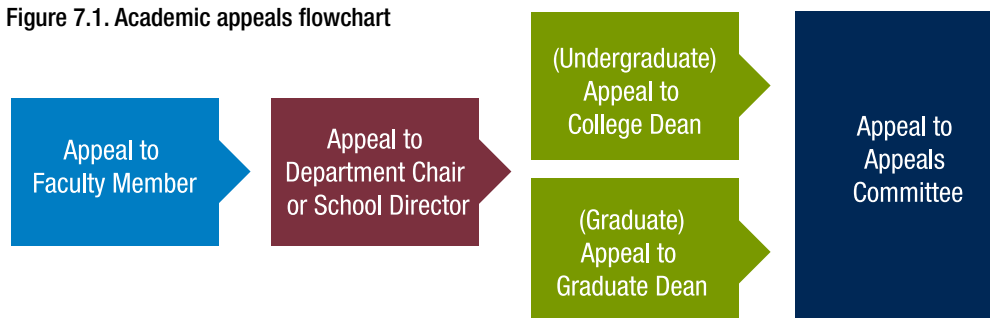 Figure 7.1. Academic appeals flowchart
Appeal to
Faculty Member
Appeal to
Department Chair
or School Director
(Undergraduate)
Appeal to
College Dean
(Graduate)
Appeal to
Graduate Dean
Appeal to
Appeals
Committee